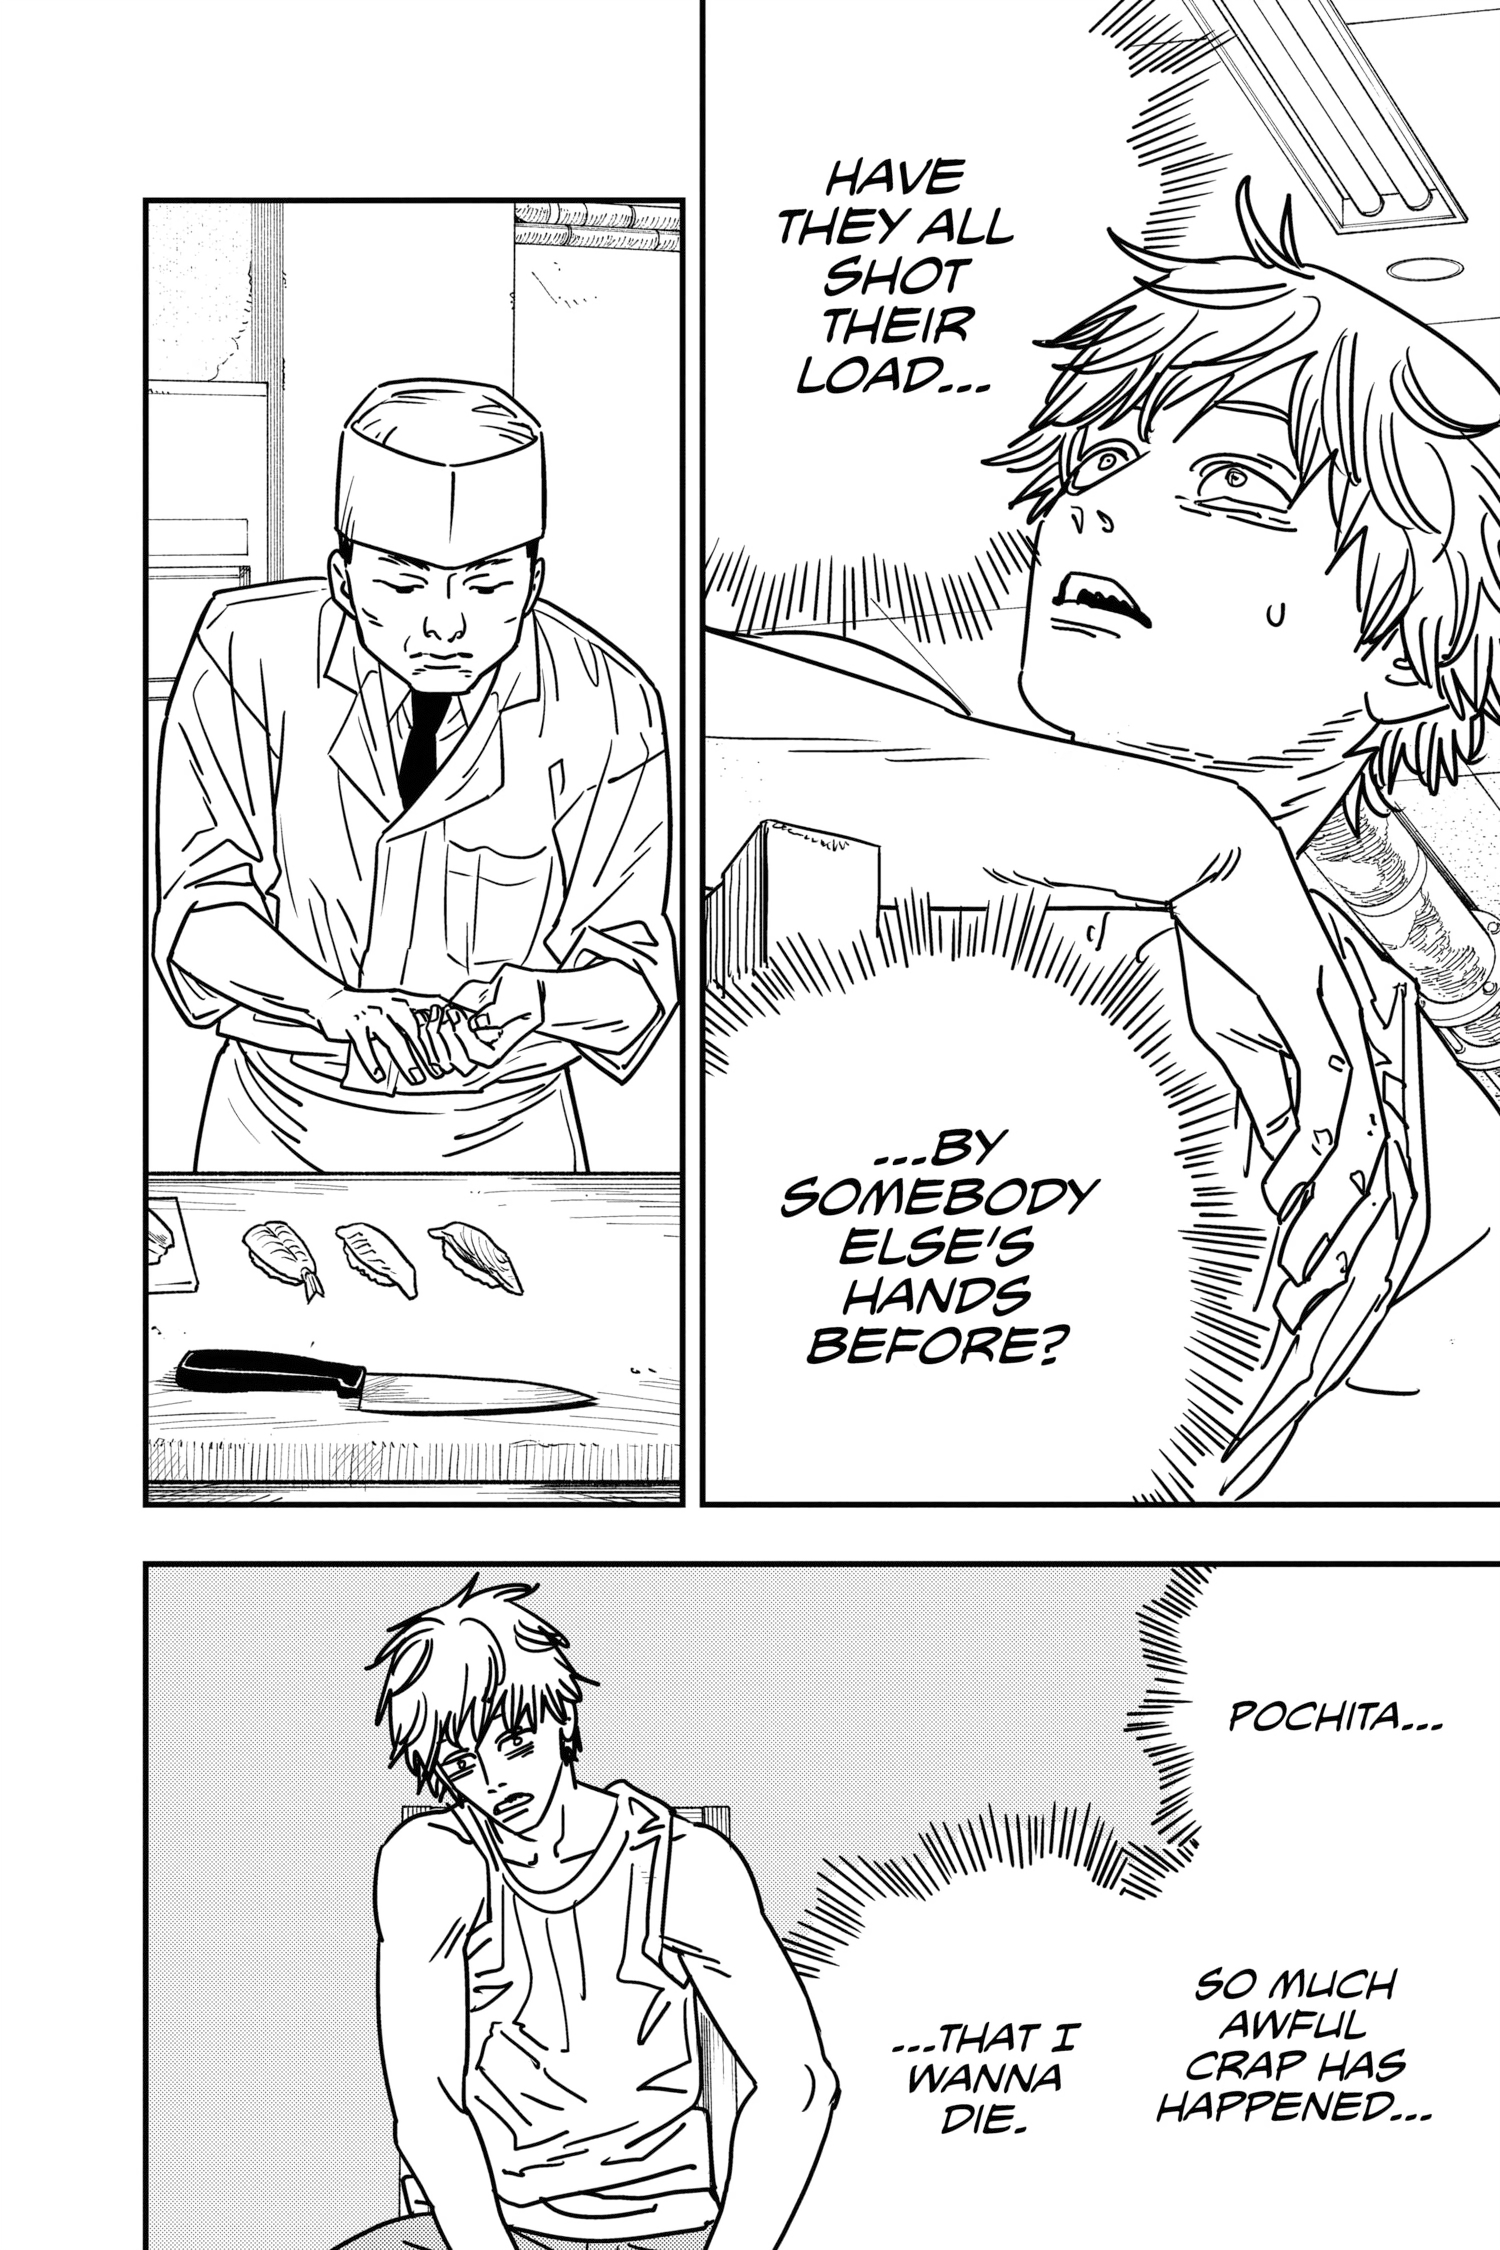 HAVE
THEY ALL
SHOT
THEIR
LOAD...
...BY
SOMEBODY
ELSE'S
HANDS
BEFORE?
POCHITA...
SO MUCH
AWFUL
CRAP HAS
HAPPENED...
...THAT I
WANNA
DIE.